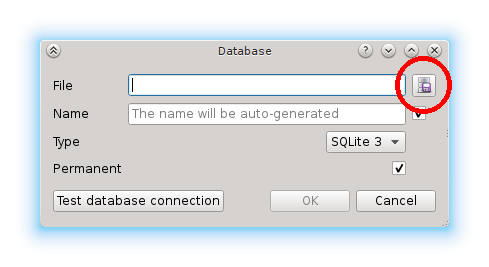 Database
File
Name The name will be auto-generated
Type SQLite 3
Permanent
Test database connection OK Cancel